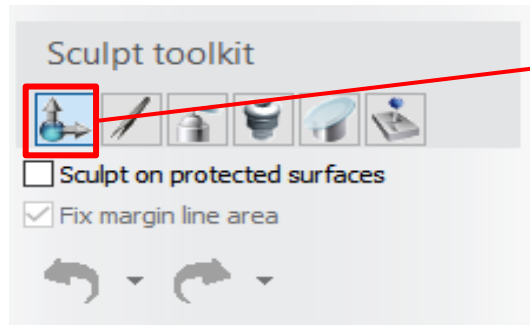 Sculpt toolkit
Sculpt on protected surfaces
Fix margin line area